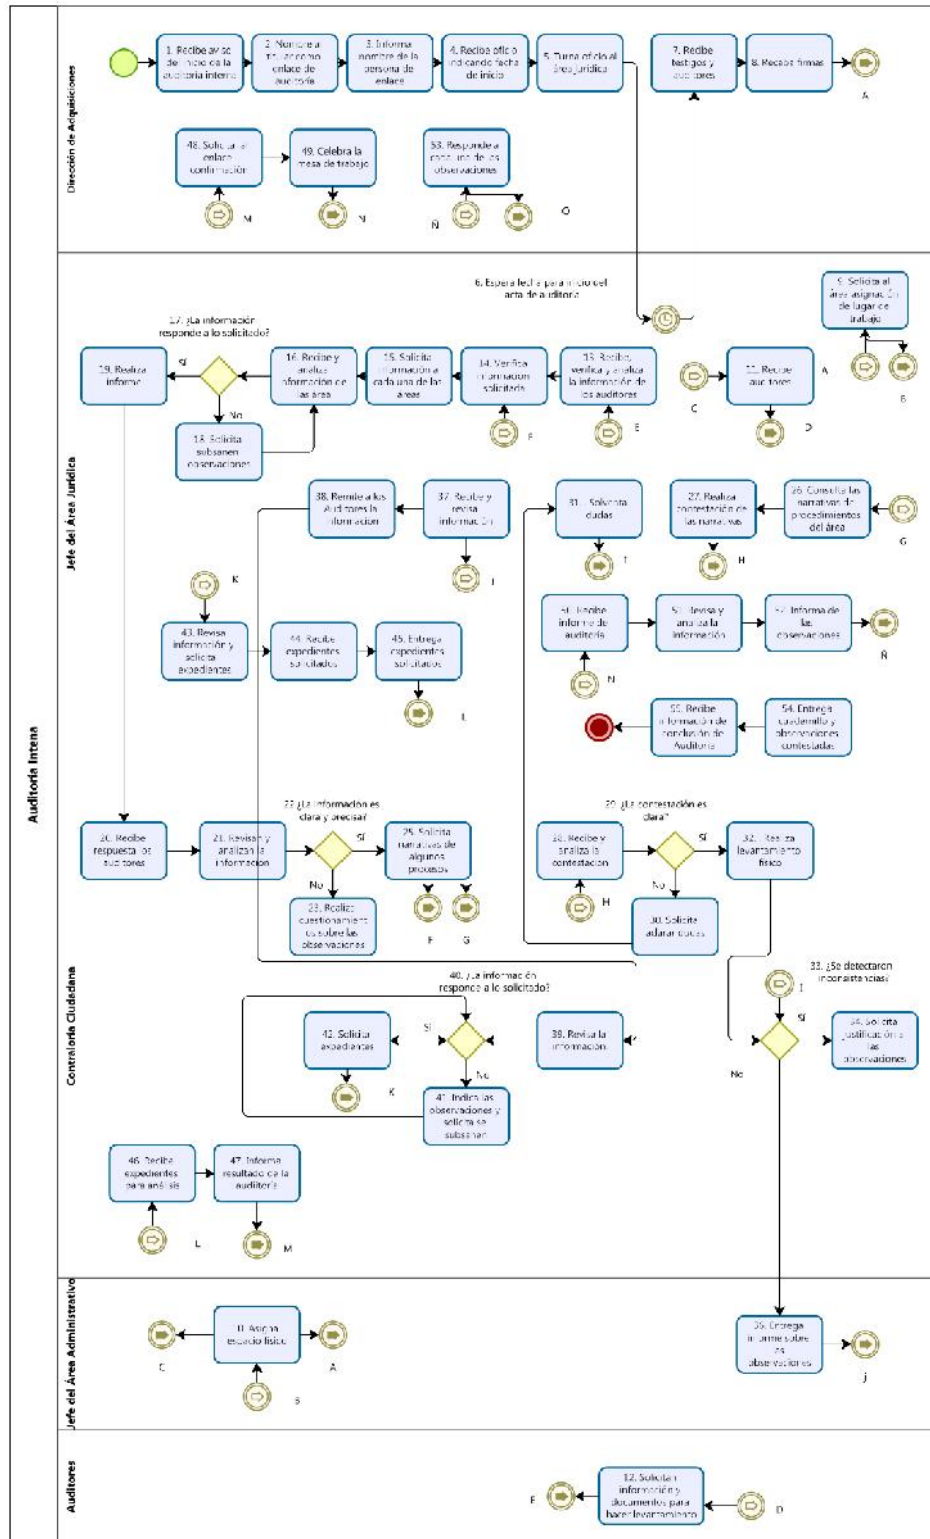 Auditoría Intena
Dirección de Adquisiciones
1. Recibe aviso
de inicio de la
auditoria interna
2. Nombra a
titular como
enlace de
auditoría
3. Informa
nombre de la
persona de
enlace
4. Recibe oficio
indicando fecha
de inicio
5. Turna oficio al
área jurídica
7. Recibe
testigos y
auditores
8. Recaba firmas
A
48. Solicita al
enlace
confirmación
49. Celebra la
mesa de trabajo
53. Responde a
cada una de las
observaciones
M
N
Ñ
O
Jefe del Área Jurídica
6. Espera fecha para inicio del
acta de auditoría
9. Solicita al
área asignación
de lugar de
trabajo
A
B
17. ¿La información
responde a lo solicitado?
Sí
No
19. Realiza
informe
16. Recibe y
analiza
información de
las área
15. Solicita
información a
cada una de las
áreas
14. Verifica
información
solicitada
13. Recibe,
verifica y analiza
la información de
los auditores
11. Recibe
auditores
C
D
F
E
18. Solicita
subsanen
observaciones
38. Remite a los
Auditores la
información
37. Recibe y
revisa
información
J
31. Solventa
dudas
I
27. Realiza
contestación de
las narrativas
H
26. Consulta las
narrativas de
procedimientos
del área
G
K
43. Revisa
información y
solicita
expedientes
44. Recibe
expedientes
solicitados
45. Entrega
expedientes
solicitados
L
50. Recibe
informe de
auditoría
51. Revisa y
analiza la
información
52. Informa de
las
observaciones
N
Ñ
55. Recibe
información de
conclusión de
Auditoría
54. Entrega
cuadernillo y
observaciones
contestadas
Contraloría Ciudadana
20. Recibe
respuesta los
auditores
21. Revisan y
analizan la
información
22 ¿La información es
clara y precisa?
Sí
No
25. Solicita
narrativas de
algunos
procesos
F
G
23. Realiza
cuestionamient
os sobre las
observaciones
28. Recibe y
analiza la
contestación
H
29. ¿La contestación es
clara?
Sí
No
32. Realiza
levantamiento
físico
30. Solicita
aclarar dudas
40. ¿La información
responde a lo solicitado?
Sí
No
42. Solicita
expedientes
K
41. Indica las
observaciones y
solicita se
subsanen
39. Revisa la
información.
33. ¿Se detectaron
inconsistencias?
I
Sí
No
34. Solicita
justificación a
las
observaciones
46. Recibe
expedientes
para análisis
L
47. Informa
resultado de la
audiitoría
M
Jefe del Área Administrativo
C
Asigna
espacio físico
A
B
35. Entrega
informe sobre
las
observaciones
j
Auditores
E
12. Solicitan
información y
documentos para
hacer levantamiento
D